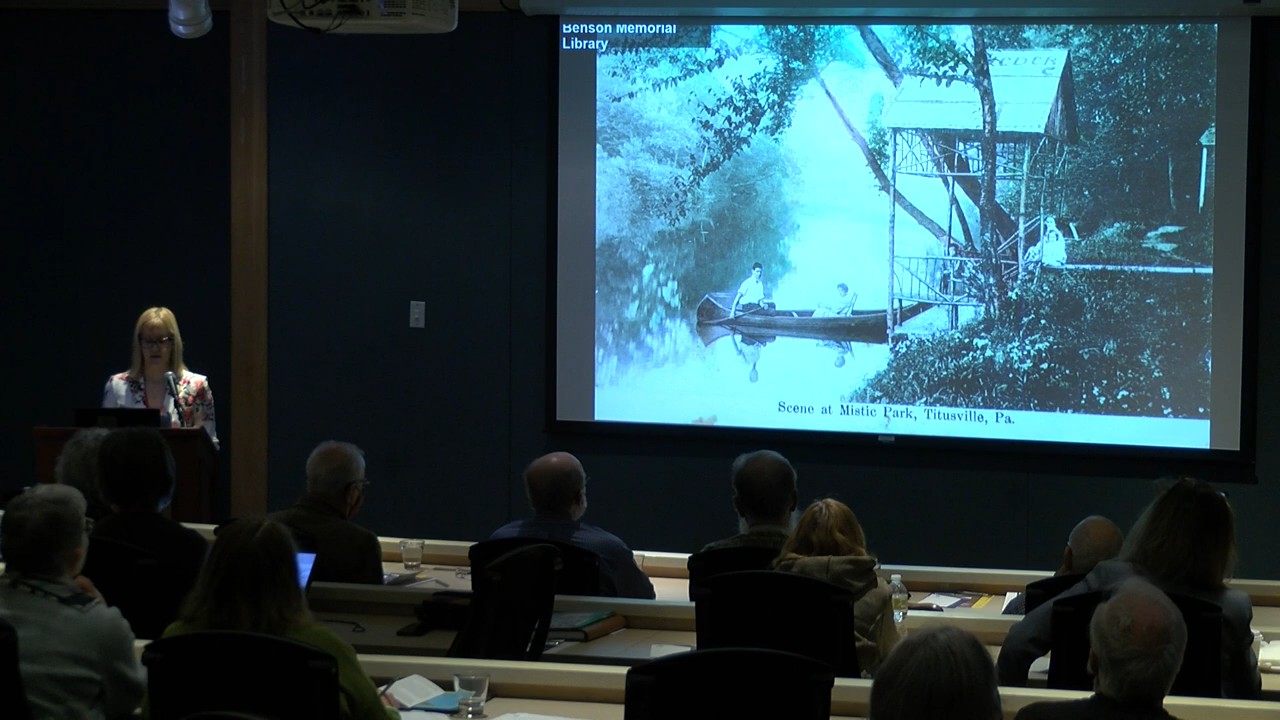 Benson Memorial
Library
Scene at Mistic Park, Titusville, Pa.